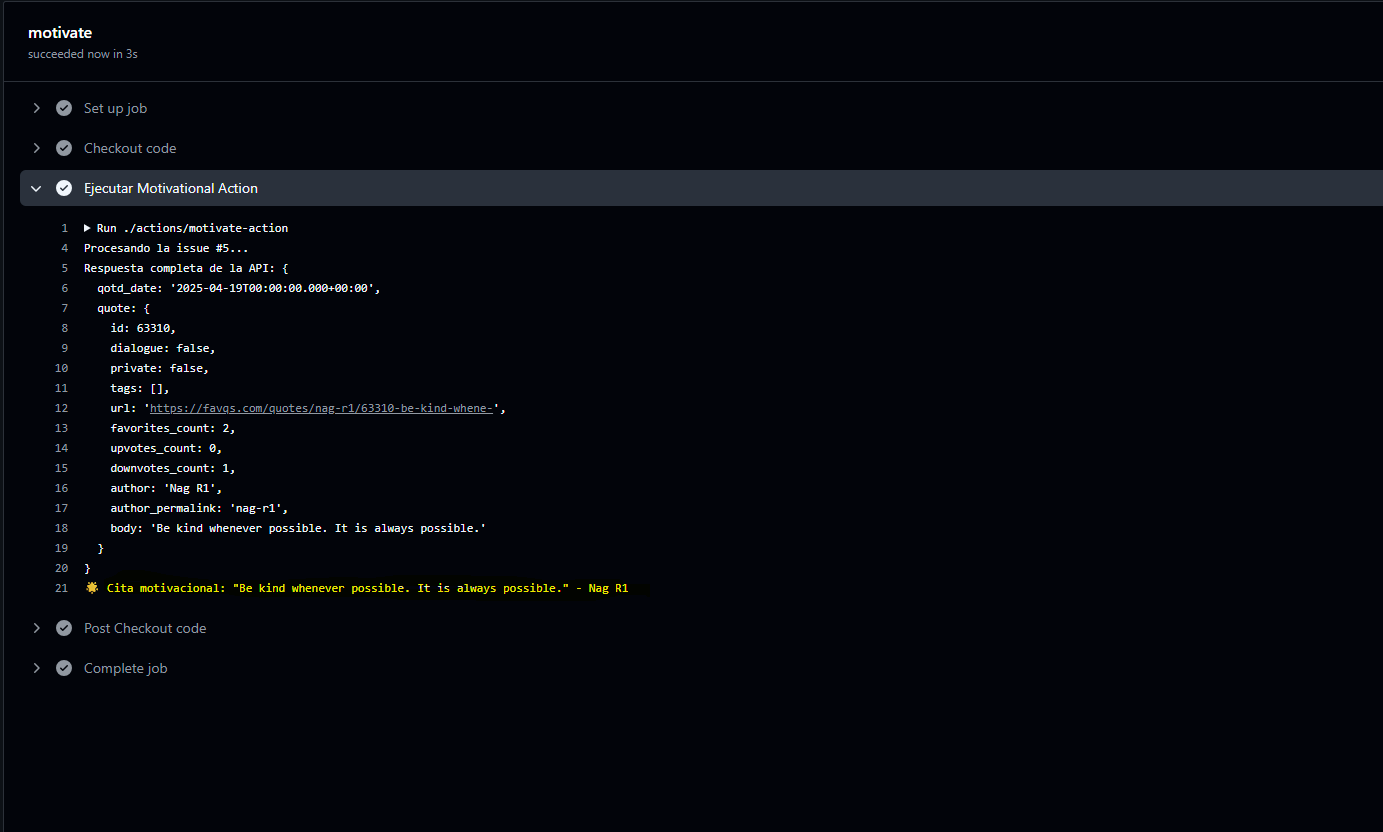 motivate
succeeded now in 3s
Set up job
Checkout code
Ejecutar Motivational Action
1 ▶ Run ./actions/motivate-action
4 Procesando la issue #5...
5 Respuesta completa de la API: {
6 qotd_date: '2025-04-19T00:00:00.000+00:00',
7 quote: {
8 id: 63310,
9 dialogue: false,
10 private: false,
11 tags: [],
12 url: 'https://favqs.com/quotes/nag-r1/63310-be-kind-whene-',
13 favorites_count: 2,
14 upvotes_count: 0,
15 downvotes_count: 1,
16 author: 'Nag R1',
17 author_permalink: 'nag-r1',
18 body: 'Be kind whenever possible. It is always possible.'
19 }
20 }
21 🌟 Cita motivacional: "Be kind whenever possible. It is always possible." - Nag R1
Post Checkout code
Complete job